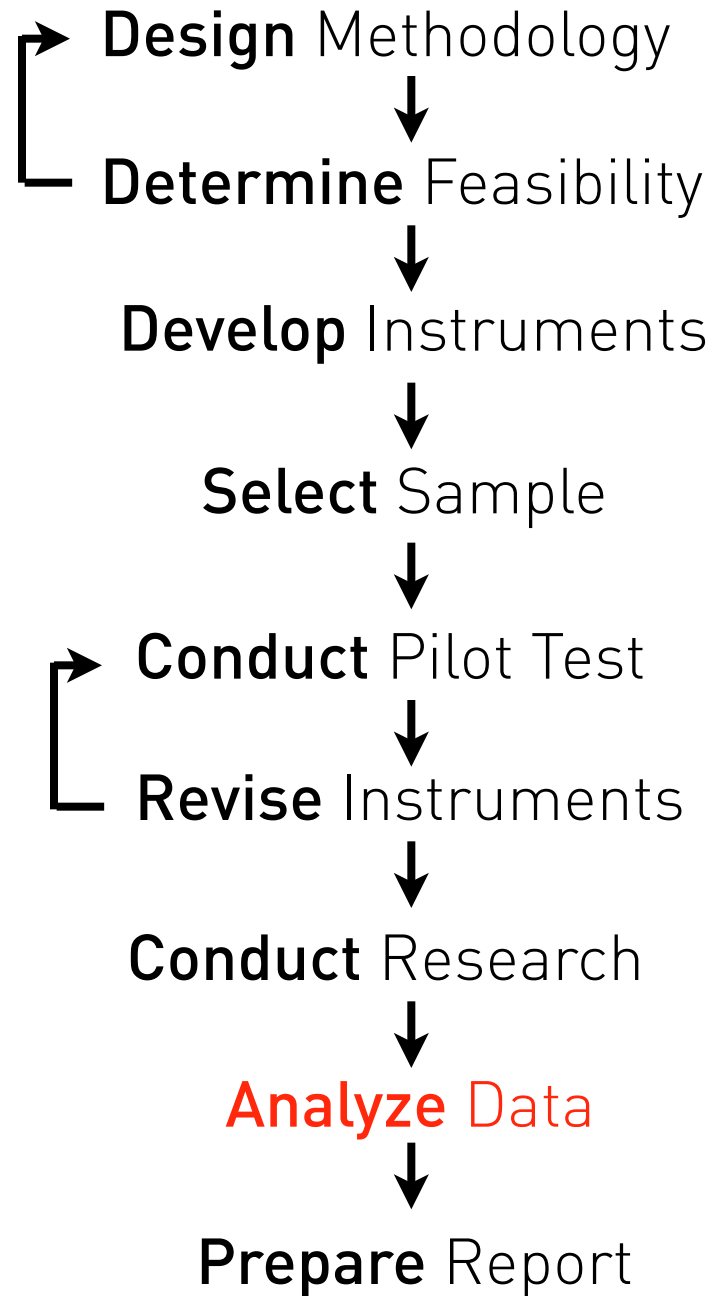 Design Methodology
Determine Feasibility
Develop Instruments
Select Sample
Conduct Pilot Test
Revise Instruments
Conduct Research
Analyze Data
Prepare Report